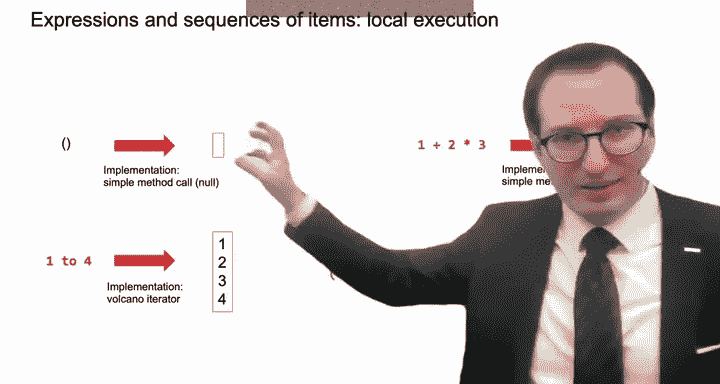 Expressions and sequences of items: local execution
()
Implementation:
simple method call (null)
1 + 2 * 3
simple
1 to 4
Implementation:
volcano iterator
1
2
3
4